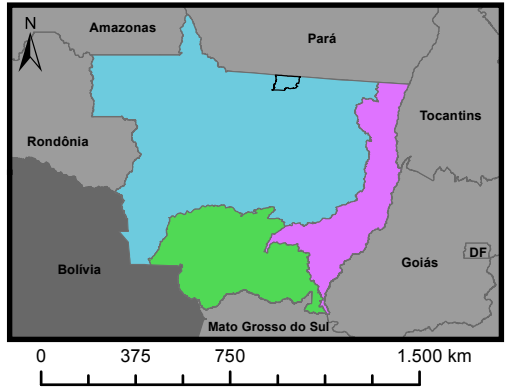 N
Amazonas
Pará
Tocantins
Rondônia
Bolívia
Goiás
DF
Mato Grosso do Sul
0 375 750 1.500 km